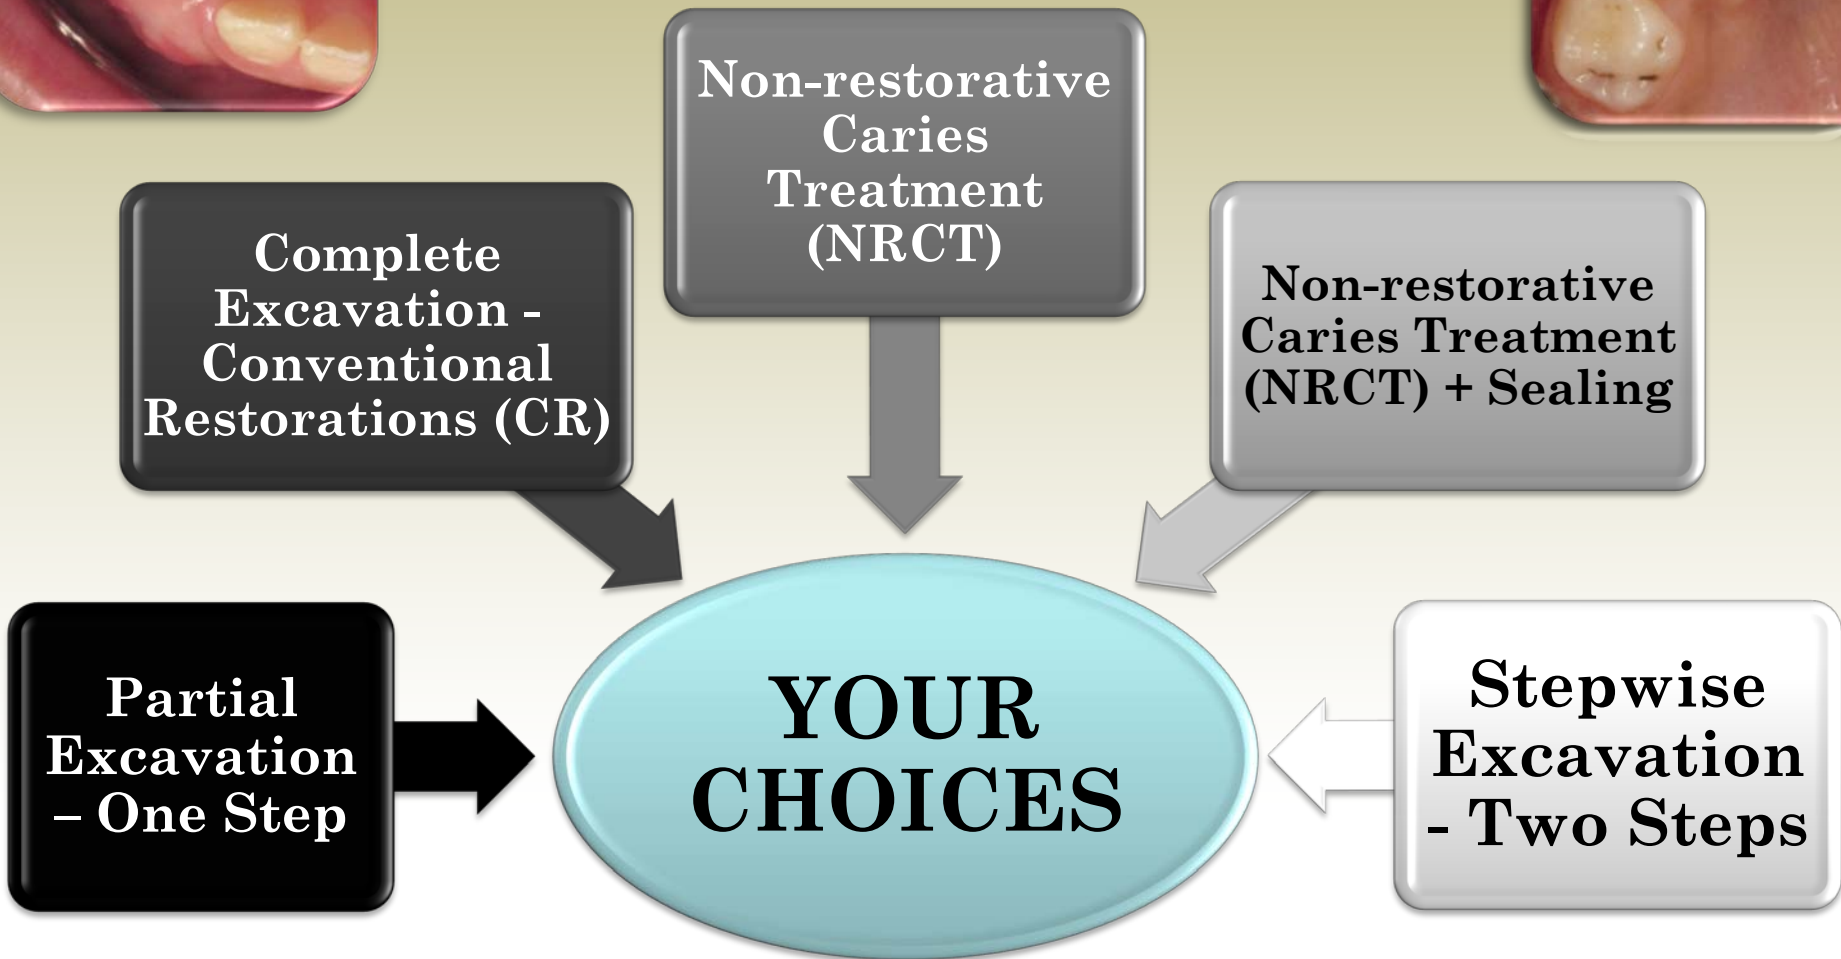 Non-restorative
Caries
Treatment
(NRCT)
Complete
Excavation -
Conventional
Restorations (CR)
Non-restorative
Caries Treatment
(NRCT) + Sealing
Partial
Excavation
– One Step
YOUR
CHOICES
Stepwise
Excavation
- Two Steps